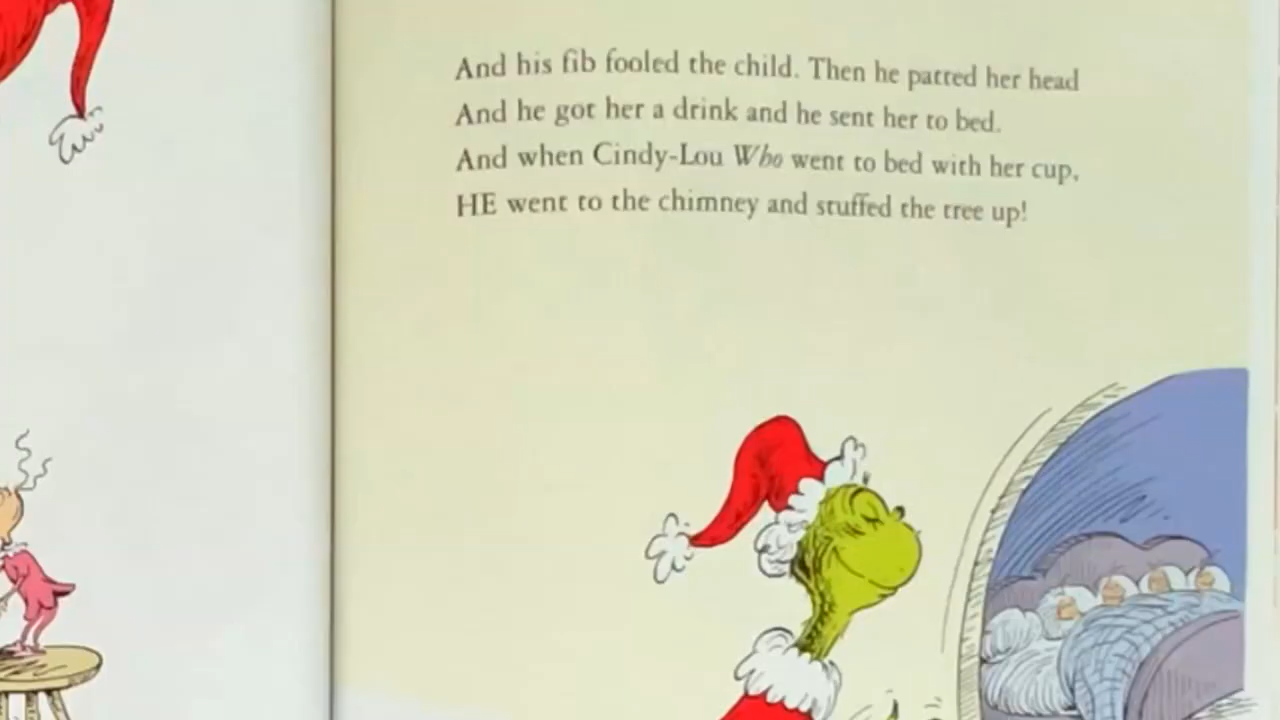 And his fib fooled the child. Then he patted her head
And he got her a drink and he sent her to bed.
And when Cindy-Lou Who went to bed with her cup,
HE went to the chimney and stuffed the tree up!